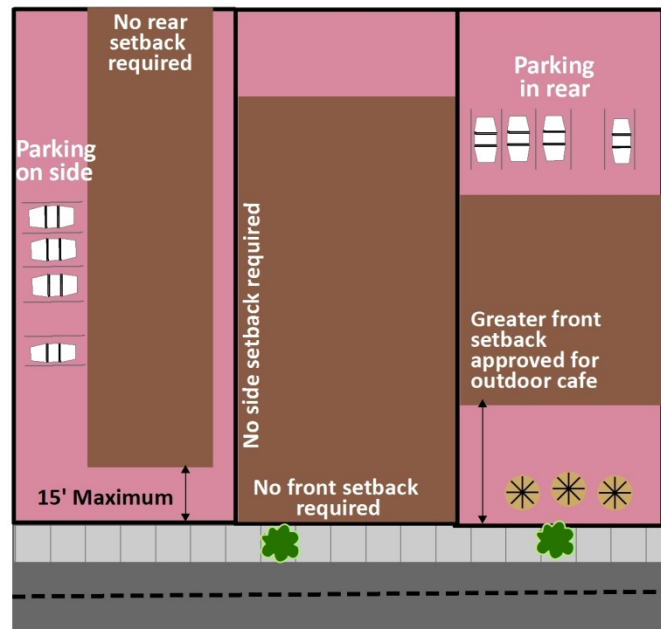 No rear
setback
required
Parking
on side
15' Maximum
No side setback required
No front setback
required
Parking
in rear
Greater front
setback
approved for
outdoor cafe